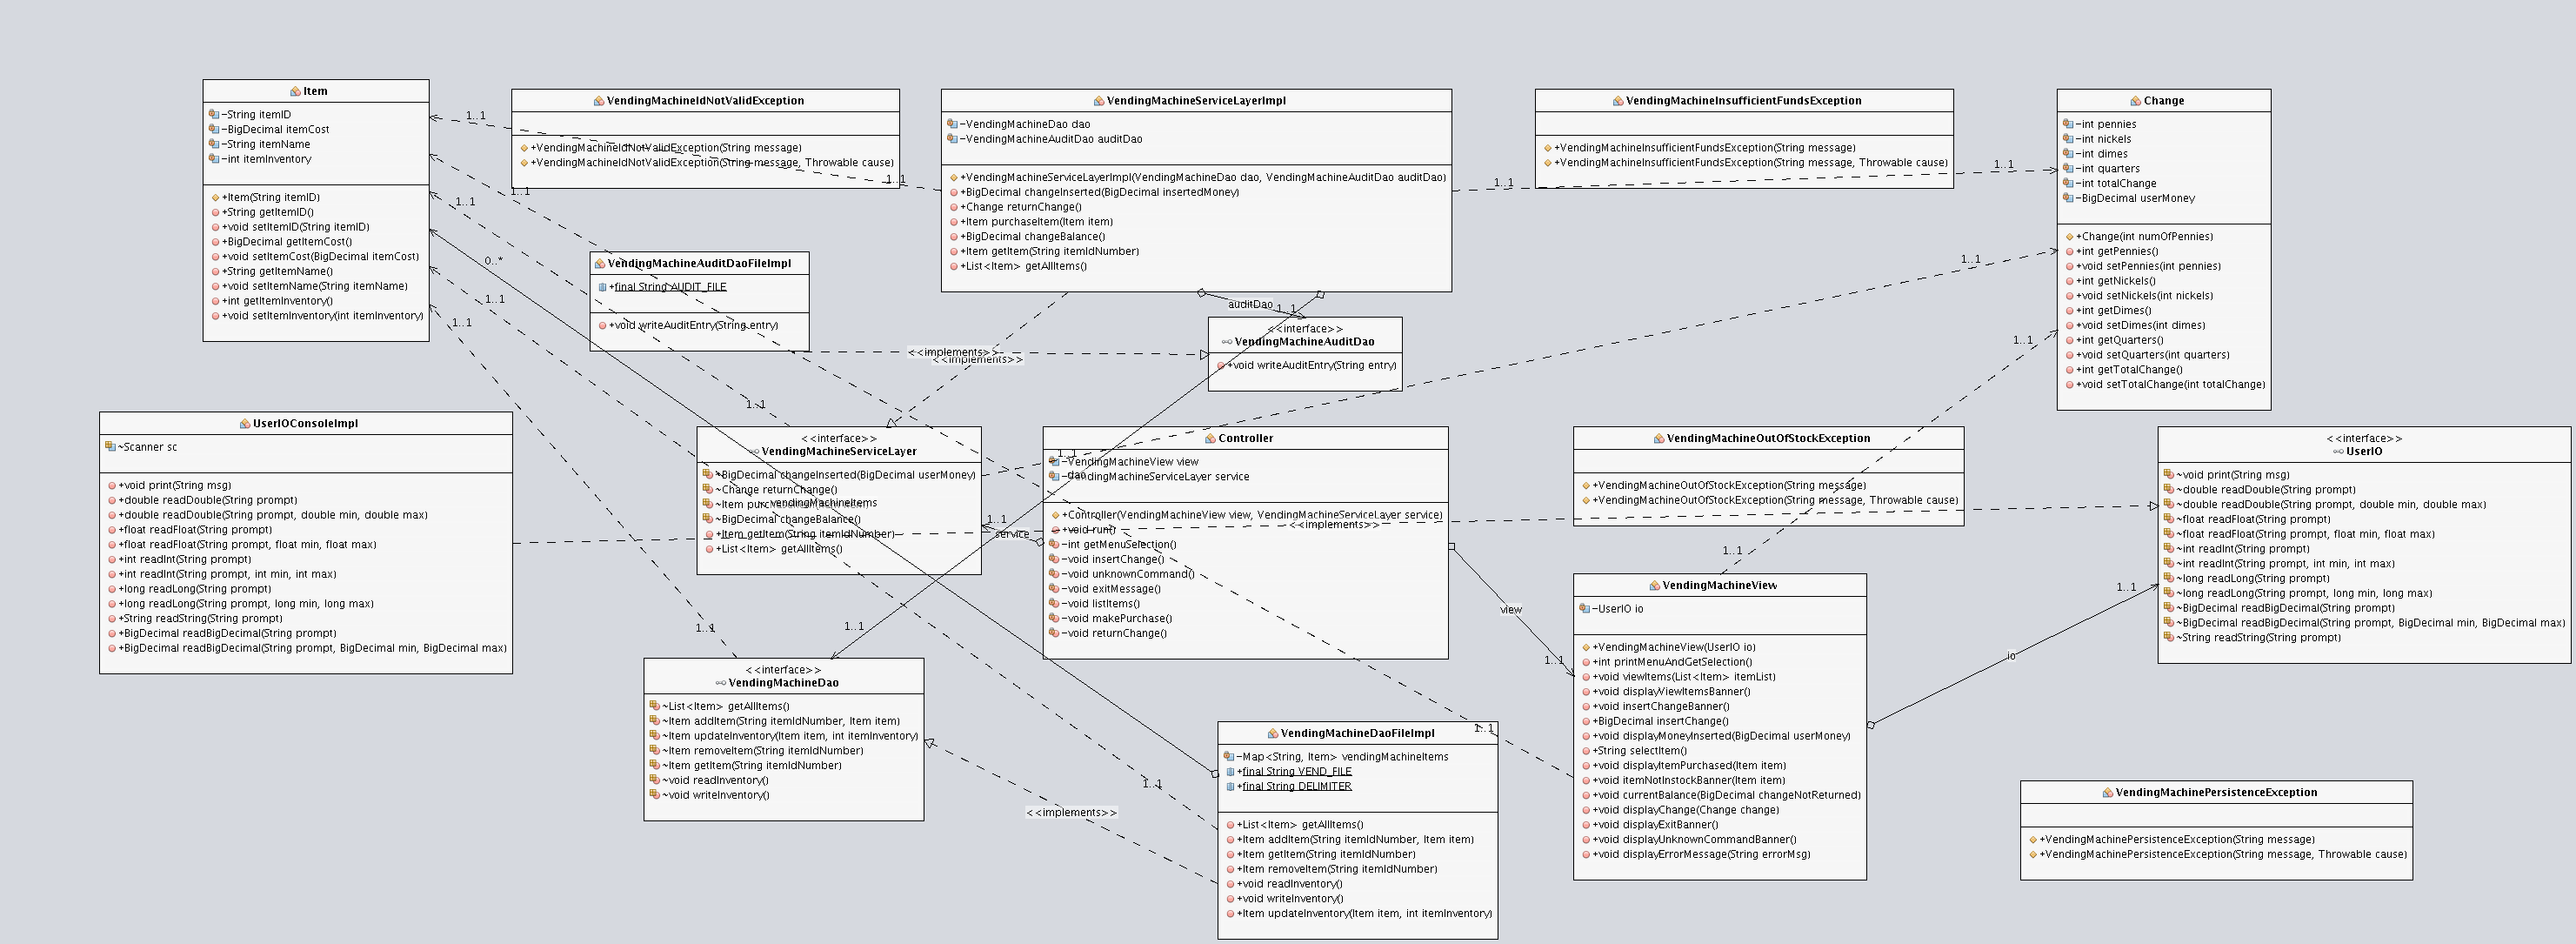 Item
−String itemID
−BigDecimal itemCost
−String itemName
−int itemInventory
+Item(String itemID)
+String getItemID()
+void setItemID(String itemID)
+BigDecimal getItemCost()
+void setItemCost(BigDecimal itemCost)
+String getItemName()
+void setItemName(String itemName)
+int getItemInventory()
+void setItemInventory(int itemInventory)
VendingMachineIdNotValidException
+VendingMachineIdNotValidException(String message)
+VendingMachineIdNotValidException(String message, Throwable cause)
VendingMachineServiceLayerImpl
−VendingMachineDao dao
−VendingMachineAuditDao auditDao
+VendingMachineServiceLayerImpl(VendingMachineDao dao, VendingMachineAuditDao auditDao)
+BigDecimal changeInserted(BigDecimal insertedMoney)
+Change returnChange()
+Item purchaseItem(Item item)
+BigDecimal changeBalance()
+Item getItem(String itemIdNumber)
+List<Item> getAllItems()
VendingMachineInsufficientFundsException
+VendingMachineInsufficientFundsException(String message)
+VendingMachineInsufficientFundsException(String message, Throwable cause)
Change
−int pennies
−int nickels
−int dimes
−int quarters
−int totalChange
−BigDecimal userMoney
+Change(int numOfPennies)
+int getPennies()
+void setPennies(int pennies)
+int getNickels()
+void setNickels(int nickels)
+int getDimes()
+void setDimes(int dimes)
+int getQuarters()
+void setQuarters(int quarters)
+int getTotalChange()
+void setTotalChange(int totalChange)
1..1
1..1
1..1
1..1
1..1
1..1
0..*
1..1
1..1
1..1
1..1
VendingMachineAuditDaoFileImpl
+final String AUDIT_FILE
+void writeAuditEntry(String entry)
<<implements>>
<<implements>>
auditDao
1..1
<<interface>>
VendingMachineAuditDao
+void writeAuditEntry(String entry)
UserIOConsoleImpl
~Scanner sc
+void print(String msg)
+double readDouble(String prompt)
+double readDouble(String prompt, double min, double max)
+float readFloat(String prompt)
+float readFloat(String prompt, float min, float max)
+int readInt(String prompt)
+int readInt(String prompt, int min, int max)
+long readLong(String prompt)
+long readLong(String prompt, long min, long max)
+String readString(String prompt)
+BigDecimal readBigDecimal(String prompt)
+BigDecimal readBigDecimal(String prompt, BigDecimal min, BigDecimal max)
1..1
<<interface>>
VendingMachineServiceLayer
~BigDecimal changeInserted(BigDecimal userMoney)
~Change returnChange()
~Item
vendingMachineItems
~BigDecimal changeBalance()
+Item getItem(String itemIdNumber)
+List<Item> getAllItems()
1..1
service
Controller
1..1
−VendingMachineView view
dao
−VendingMachineServiceLayer service
+Controller(VendingMachineView view, VendingMachineServiceLayer service)
+void run()
−int getMenuSelection()
−void insertChange()
−void unknownCommand()
−void exitMessage()
−void listItems()
−void makePurchase()
−void returnChange()
<<implements>>
VendingMachineOutOfStockException
+VendingMachineOutOfStockException(String message)
+VendingMachineOutOfStockException(String message, Throwable cause)
<<interface>>
UserIO
~void print(String msg)
~double readDouble(String prompt)
~double readDouble(String prompt, double min, double max)
~float readFloat(String prompt)
~float readFloat(String prompt, float min, float max)
~int readInt(String prompt)
~int readInt(String prompt, int min, int max)
~long readLong(String prompt)
~long readLong(String prompt, long min, long max)
~BigDecimal readBigDecimal(String prompt)
~BigDecimal readBigDecimal(String prompt, BigDecimal min, BigDecimal max)
~String readString(String prompt)
1..1
1..1
view
1..1
1..1
1..1
io
<<interface>>
VendingMachineDao
~List<Item> getAllItems()
~Item addItem(String itemIdNumber, Item item)
~Item updateInventory(Item item, int itemInventory)
~Item removeItem(String itemIdNumber)
~Item getItem(String itemIdNumber)
~void readInventory()
~void writeInventory()
1..1
<<implements>>
1..1
VendingMachineDaoFileImpl
−Map<String, Item> vendingMachineItems
+final String VEND_FILE
+final String DELIMITER
+List<Item> getAllItems()
+Item addItem(String itemIdNumber, Item item)
+Item getItem(String itemIdNumber)
+Item removeItem(String itemIdNumber)
+void readInventory()
+void writeInventory()
+Item updateInventory(Item item, int itemInventory)
VendingMachineView
−UserIO io
+VendingMachineView(UserIO io)
+int printMenuAndGetSelection()
+void viewItems(List<Item> itemList)
+void displayViewItemsBanner()
+void insertChangeBanner()
+BigDecimal insertChange()
+void displayMoneyInserted(BigDecimal userMoney)
+String selectItem()
+void displayItemPurchased(Item item)
+void itemNotInstockBanner(Item item)
+void currentBalance(BigDecimal changeNotReturned)
+void displayChange(Change change)
+void displayExitBanner()
+void displayUnknownCommandBanner()
+void displayErrorMessage(String errorMsg)
VendingMachinePersistenceException
+VendingMachinePersistenceException(String message)
+VendingMachinePersistenceException(String message, Throwable cause)